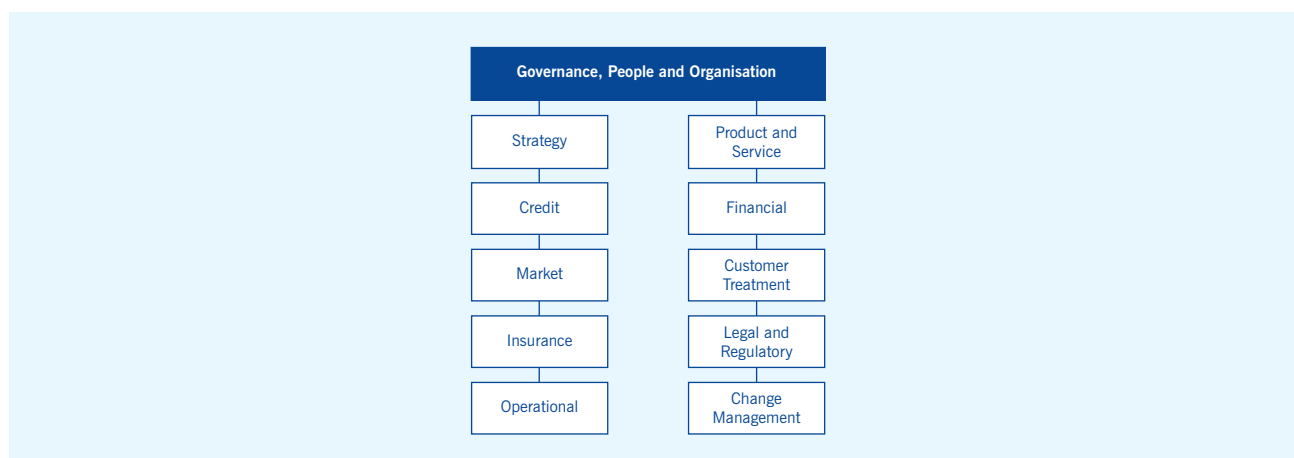 Governance, People and Organisation
Strategy
Credit
Market
Insurance
Operational
Product and
Service
Financial
Customer
Treatment
Legal and
Regulatory
Change
Management